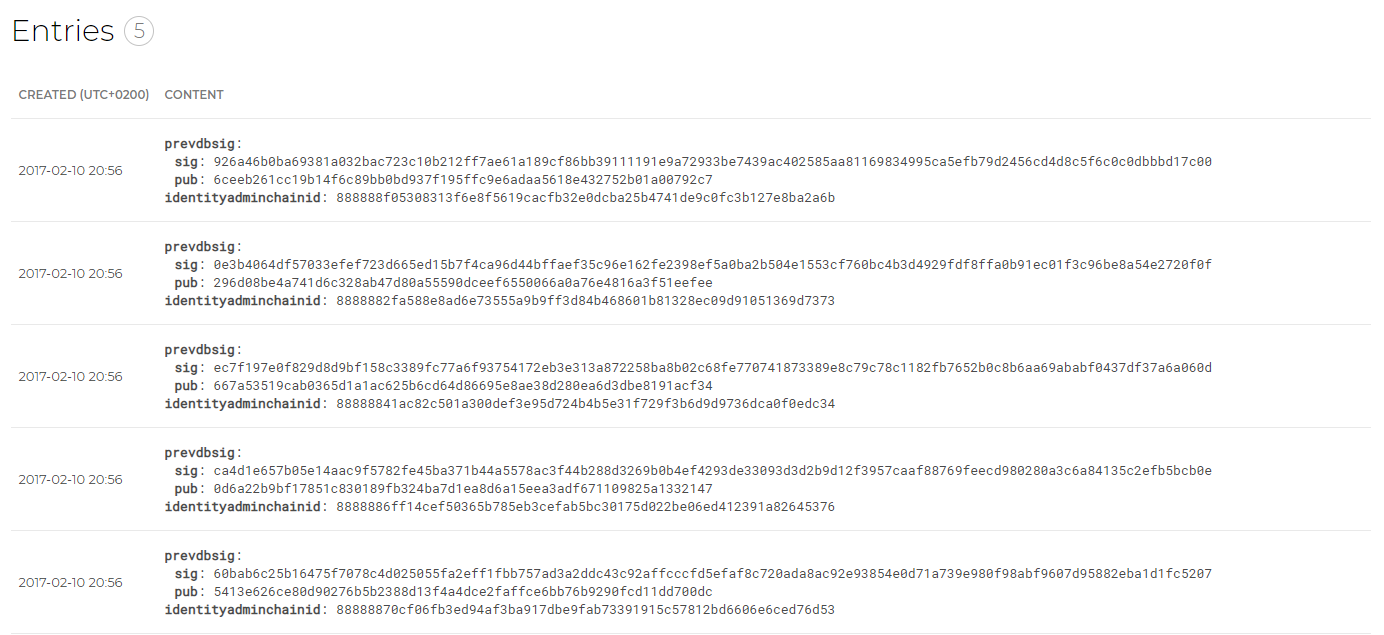 Entries 5
CREATED (UTC+0200) CONTENT
prevdbsig:
sig: 926a46b0ba69381a032bac723c10b212ff7ae61a189cf86bb39111191e9a72933be7439ac402585aa81169834995ca5efb79d2456cd4d8c5f6c0c0dbbbd17c00
2017-02-10 20:56
pub: 6ceeb261cc19b14f6c89bb0bd937f195ffc9e6adaa5618e432752b01a00792c7
identityadminchainid: 888888f05308313f6e8f5619cacfb32e0dcba25b4741de9c0fc3b127e8ba2a6b
prevdbsig:
sig: 0e3b4064df57033efef723d665ed15b7f4ca96d44bffaef35c96e162fe2398ef5a0ba2b504e1553cf760bc4b3d4929fdf8ffa0b91ec01f3c96be8a54e2720f0f
2017-02-10 20:56
pub: 296d08be4a741d6c328ab47d80a55590dceef6550066a0a76e4816a3f51eefee
identityadminchainid: 8888882fa588e8ad6e73555a9b9ff3d84b468601b81328ec09d91051369d7373
prevdbsig:
sig: ec7f197e0f829d8d9bf158c3389fc77a6f93754172eb3e313a872258ba8b02c68fe770741873389e8c79c78c1182fb7652b0c8b6aa69ababf0437df37a6a060d
2017-02-10 20:56
pub: 667a53519cab0365d1a1ac625b6cd64d86695e8ae38d280ea6d3dbe8191acf34
identityadminchainid: 88888841ac82c501a300def3e95d724b4b5e31f729f3b6d9d9736dca0f0edc34
prevdbsig:
sig: ca4d1e657b05e14aac9f5782fe45ba371b44a5578ac3f44b288d3269b0b4ef4293de33093d3d2b9d12f3957caaf88769feecd980280a3c6a84135c2efb5bcb0e
2017-02-10 20:56
pub: 0d6a22b9bf17851c830189fb324ba7d1ea8d6a15eea3adf671109825a1332147
identityadminchainid: 8888886ff14cef50365b785eb3cefab5bc30175d022be06ed412391a82645376
prevdbsig:
sig: 60bab6c25b16475f7078c4d025055fa2eff1fbb757ad3a2ddc43c92affcccfd5efaf8c720ada8ac92e93854e0d71a739e980f98abf9607d95882eba1d1fc5207
2017-02-10 20:56
pub: 5413e626ce80d90276b5b2388d13f4a4dce2faffce6bb76b9290fcd11dd700dc
identityadminchainid: 88888870cf06fb3ed94af3ba917dbe9fab73391915c57812bd6606e6ced76d53